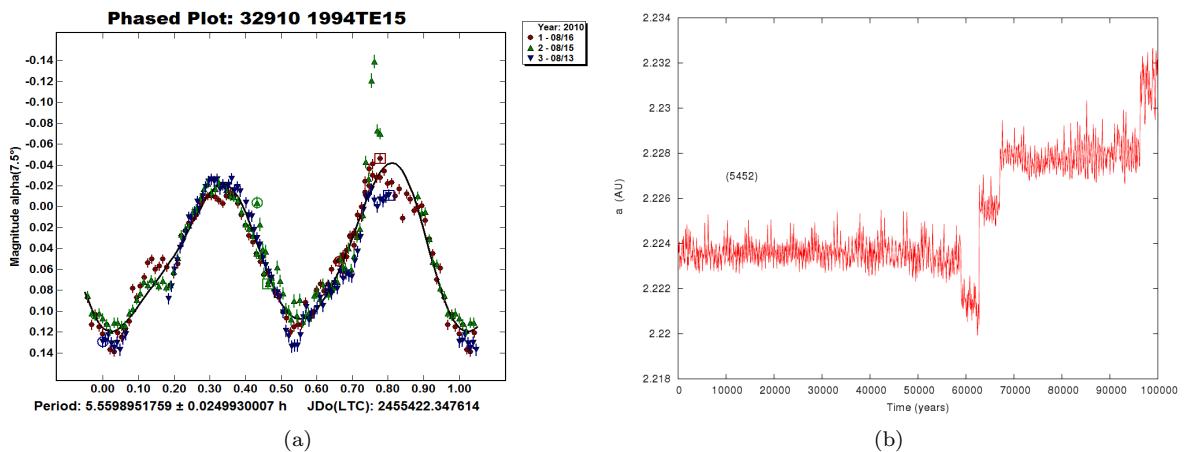 Phased Plot: 32910 1994TE15
Year: 2010
1 - 08/16
2 - 08/15
3 - 08/13
Magnitude alpha(7.5°)
-0.14
-0.12
-0.10
-0.08
-0.06
-0.04
-0.02
0.00
0.02
0.04
0.06
0.08
0.10
0.12
0.14
0.00 0.10 0.20 0.30 0.40 0.50 0.60 0.70 0.80 0.90 1.00
Period: 5.5598951759 ± 0.0249930007 h JDo(LTC): 2455422.347614
(a)
2.234
2.232
2.23
2.228
2.226
2.224
2.222
2.22
2.218
a (AU)
(5452)
0 10000 20000 30000 40000 50000 60000 70000 80000 90000 100000
Time (years)
(b)